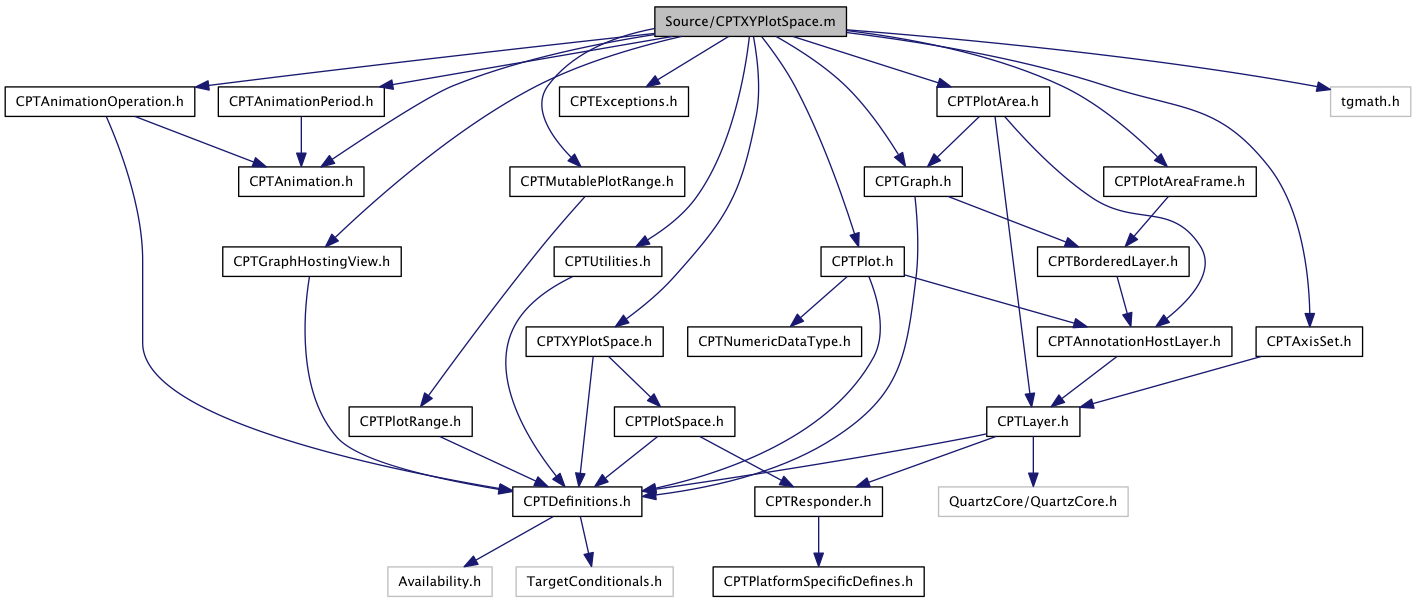 Source/CPTXYPlotSpace.m
CPTAnimationOperation.h
CPTAnimationPeriod.h
CPTExceptions.h
CPTPlotArea.h
tgmath.h
CPTAnimation.h
CPTMutablePlotRange.h
CPTGraph.h
CPTPlotAreaFrame.h
CPTGraphHostingView.h
CPTUtilities.h
CPTPlot.h
CPTBorderedLayer.h
CPTXYPlotSpace.h
CPTNumericDataType.h
CPTAnnotationHostLayer.h
CPTAxisSet.h
CPTPlotRange.h
CPTPlotSpace.h
CPTLayer.h
CPTDefinitions.h
CPTResponder.h
QuartzCore/QuartzCore.h
Availability.h
TargetConditionals.h
CPTPlatformSpecificDefines.h